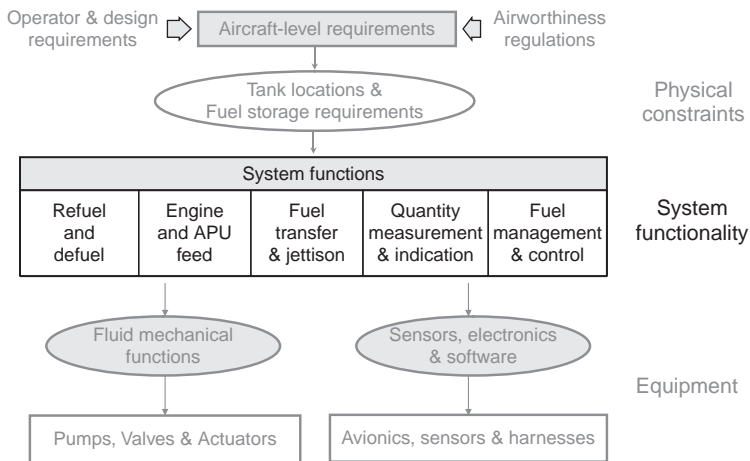 Operator & design
requirements
Aircraft-level requirements
Airworthiness
regulations
Tank locations &
Fuel storage requirements
Physical
constraints
System functions
Refuel
and
defuel
Engine
and APU
feed
Fuel
transfer
& jettison
Quantity
measurement
& indication
Fuel
management
& control
System
functionality
Fluid mechanical
functions
Sensors, electronics
& software
Equipment
Pumps, Valves & Actuators
Avionics, sensors & harnesses